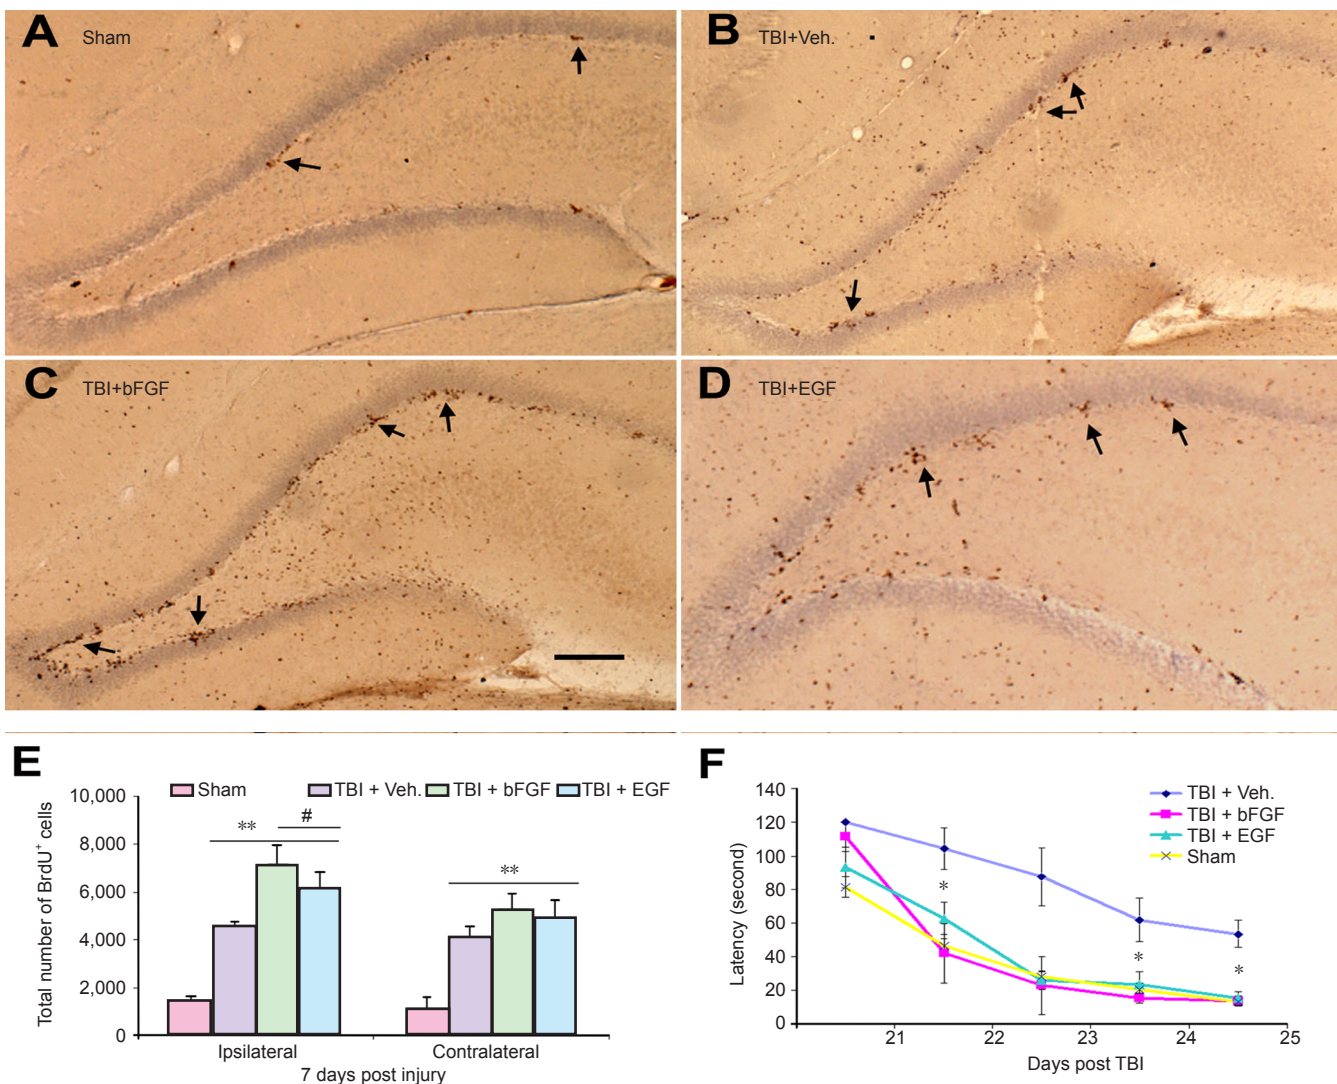 A Sham
B TBI+Veh.
C TBI+bFGF
D TBI+EGF
E
Sham TBI + Veh. TBI + bFGF TBI + EGF
Total number of BrdU⁺ cells
10,000
8,000
6,000
4,000
2,000
0
** #
**
Ipsilateral Contralateral
7 days post injury
F
TBI + Veh.
TBI + bFGF
TBI + EGF
Sham
Latency (second)
140
120
100
80
60
40
20
0
* * *
21 22 23 24 25
Days post TBI